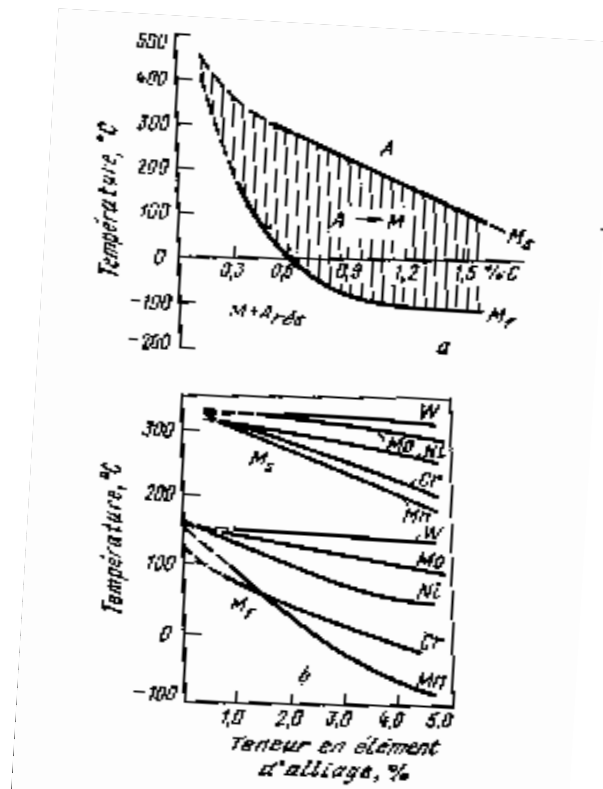 Température, °C
500
400
300
200
100
0
-100
-200
A
A → M
Ms
0,3 0,6 0,9 1,2 1,5 % C
M+Arés
Mf
a
Température, °C
300
200
100
0
-100
W
Mo
Ni
Cr
Mn
Ms
W
Mo
Ni
Cr
Mn
Mf
b
1,0 2,0 3,0 4,0 5,0
Teneur en élément
d'alliage, %